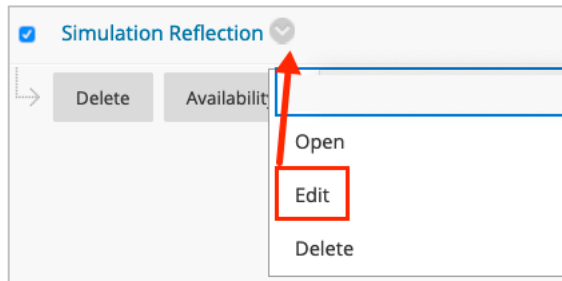 Simulation Reflection
Delete Availability
Open
Edit
Delete